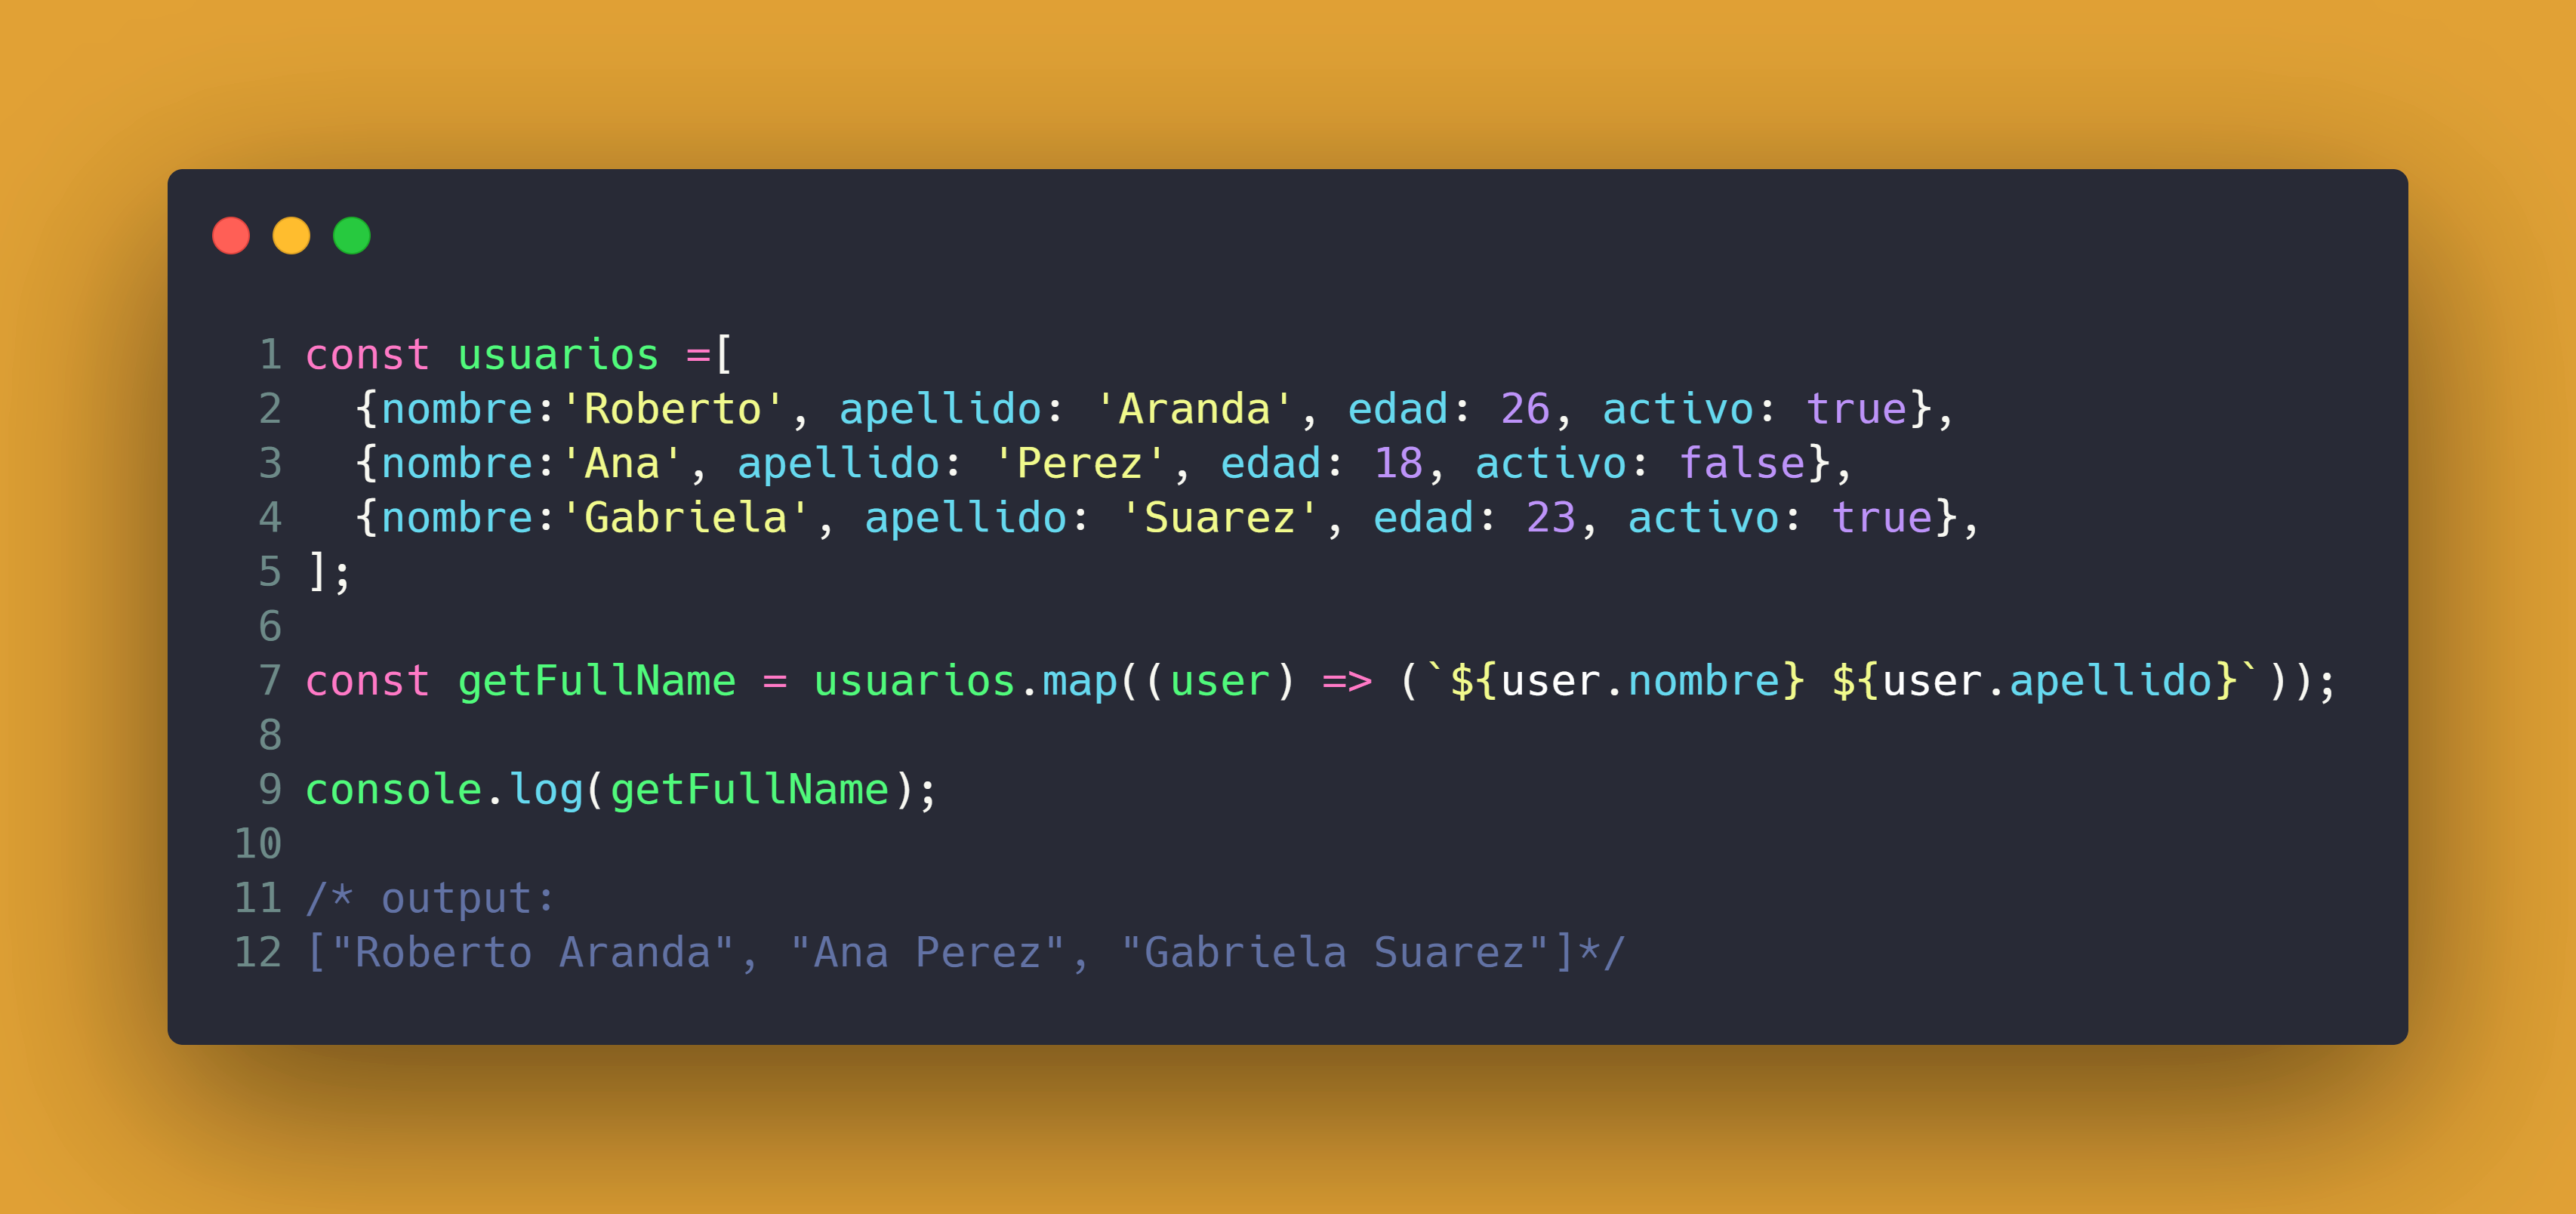 1 const usuarios =[
2   {nombre:'Roberto', apellido: 'Aranda', edad: 26, activo: true},
3   {nombre:'Ana', apellido: 'Perez', edad: 18, activo: false},
4   {nombre:'Gabriela', apellido: 'Suarez', edad: 23, activo: true},
5 ];
6
7 const getFullName = usuarios.map((user) => (`${user.nombre} ${user.apellido}`));
8
9 console.log(getFullName);
10
11 /* output:
12 ["Roberto Aranda", "Ana Perez", "Gabriela Suarez"]*/